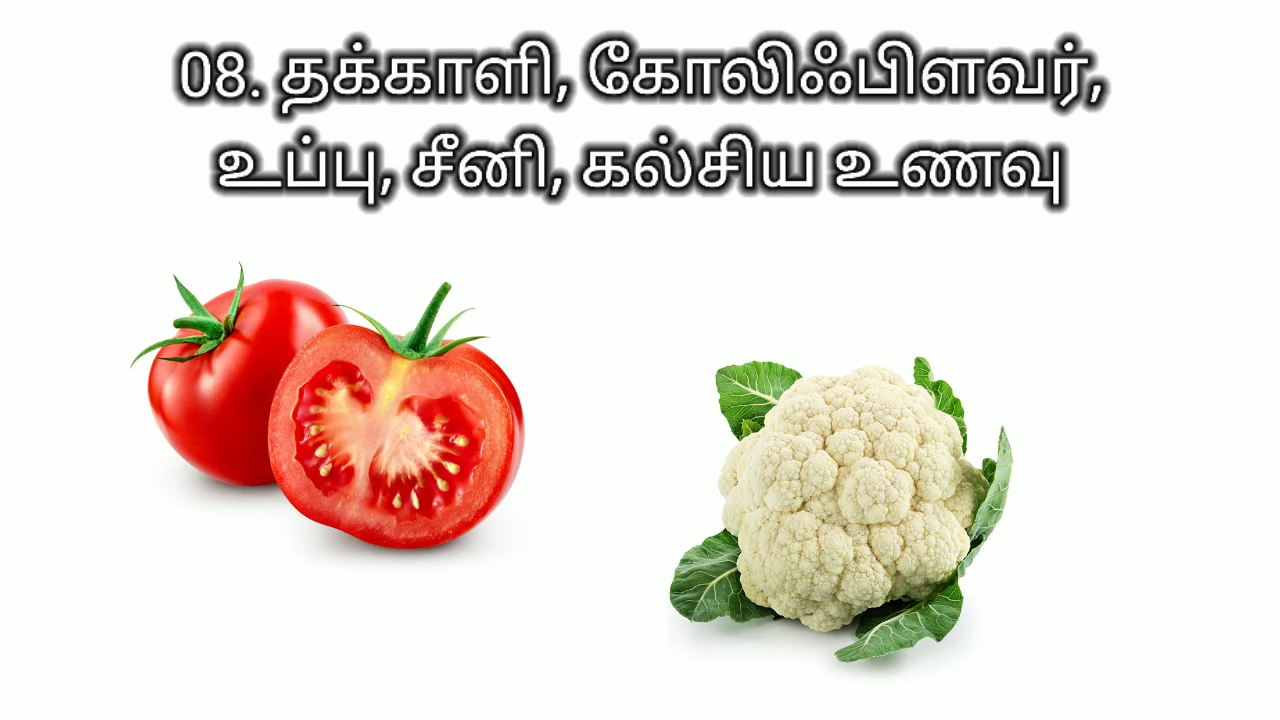 08. தக்காளி, கோலிஃபிளவர்,
உப்பு, சீனி, கல்சிய உணவு